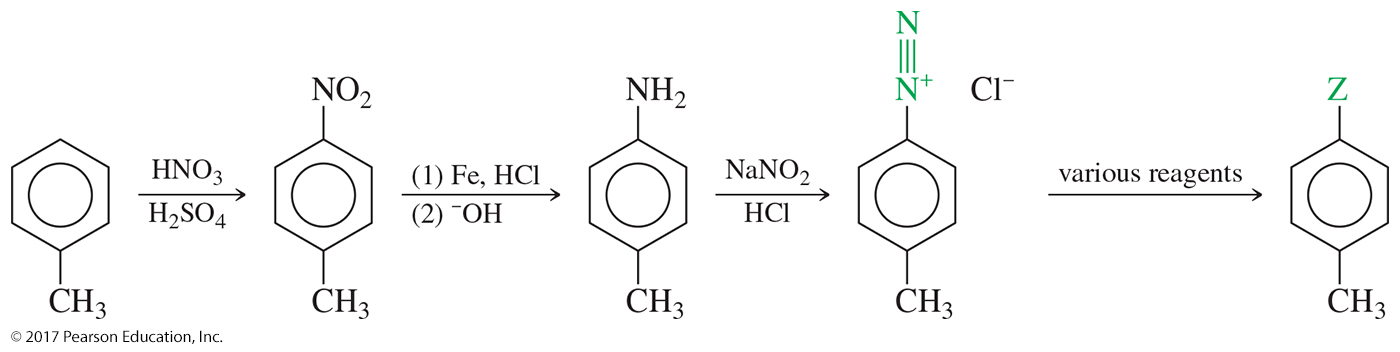 N
NO₂
NH₂
N⁺ Cl⁻
Z
HNO₃
H₂SO₄
(1) Fe, HCl
(2) ⁻OH
NaNO₂
HCl
various reagents
CH₃
CH₃
CH₃
CH₃
CH₃
© 2017 Pearson Education, Inc.